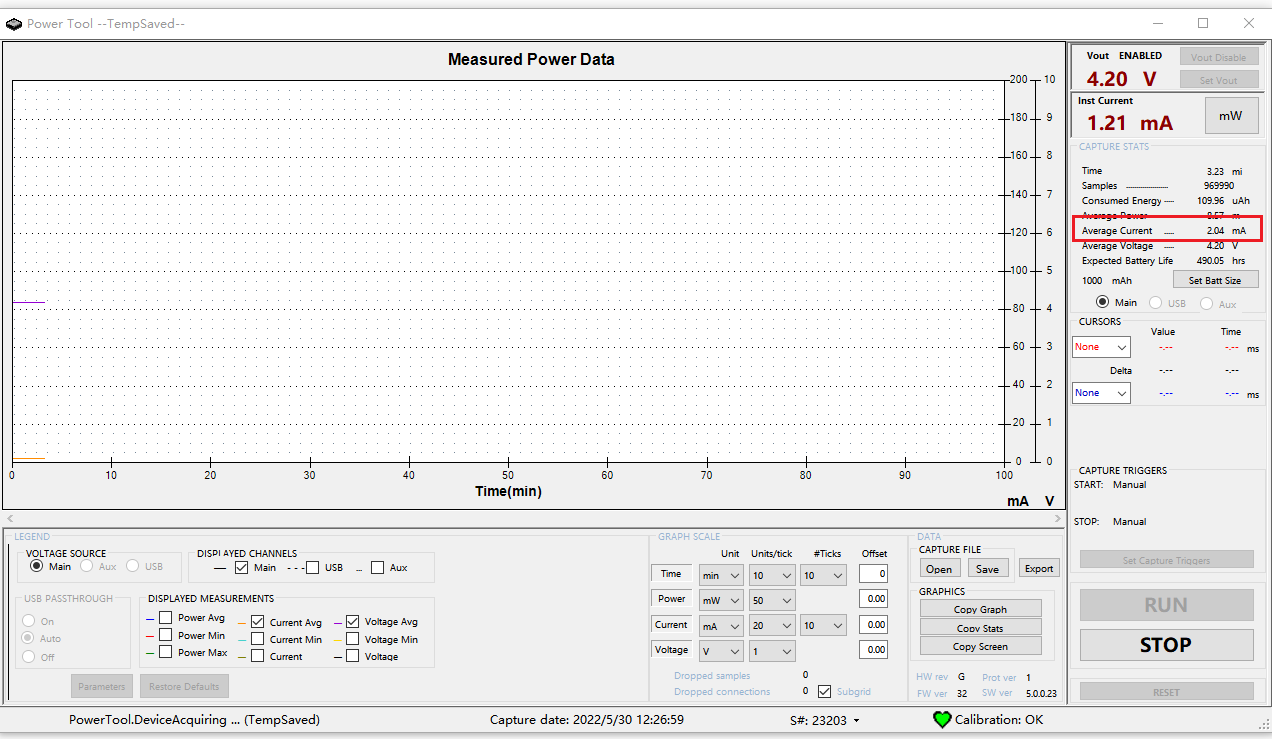 Power Tool --TempSaved--
Measured Power Data
200 10
180 9
160 8
140 7
120 6
100 5
80 4
60 3
40 2
20 1
0 0
0 10 20 30 40 50 60 70 80 90 100
Time(min)
mA V
Vout ENABLED
Vout Disable
4.20 V
Set Vout
Inst Current
1.21 mA
mW
CAPTURE STATS
Time 3.23 mi
Samples 969990
Consumed Energy 109.96 uAh
Average Power 8.57 m
Average Current 2.04 mA
Average Voltage 4.20 V
Expected Battery Life 490.05 hrs
1000 mAh Set Batt Size
Main USB Aux
CURSORS
Value Time
None -.-- -.-- ms
Delta -.-- -.--
None -.-- -.-- ms
CAPTURE TRIGGERS
START: Manual
STOP: Manual
Set Capture Triggers
RUN
STOP
RESET
LEGEND
VOLTAGE SOURCE
Main Aux USB
DISPLAYED CHANNELS
Main USB Aux
USB PASSTHROUGH
On
Auto
Off
DISPLAYED MEASUREMENTS
Power Avg Current Avg Voltage Avg
Power Min Current Min Voltage Min
Power Max Current Voltage
Parameters Restore Defaults
GRAPH SCALE
Unit Units/tick #Ticks Offset
Time min 10 10 0
Power mW 50 0.00
Current mA 20 10 0.00
Voltage V 1 0.00
Dropped samples 0
Dropped connections 0 Subgrid
DATA
CAPTURE FILE
Open Save Export
GRAPHICS
Copy Graph
Copy Stats
Copy Screen
HW rev G Prot ver 1
FW ver 32 SW ver 5.0.0.23
PowerTool.DeviceAcquiring ... (TempSaved) Capture date: 2022/5/30 12:26:59 S#: 23203 Calibration: OK